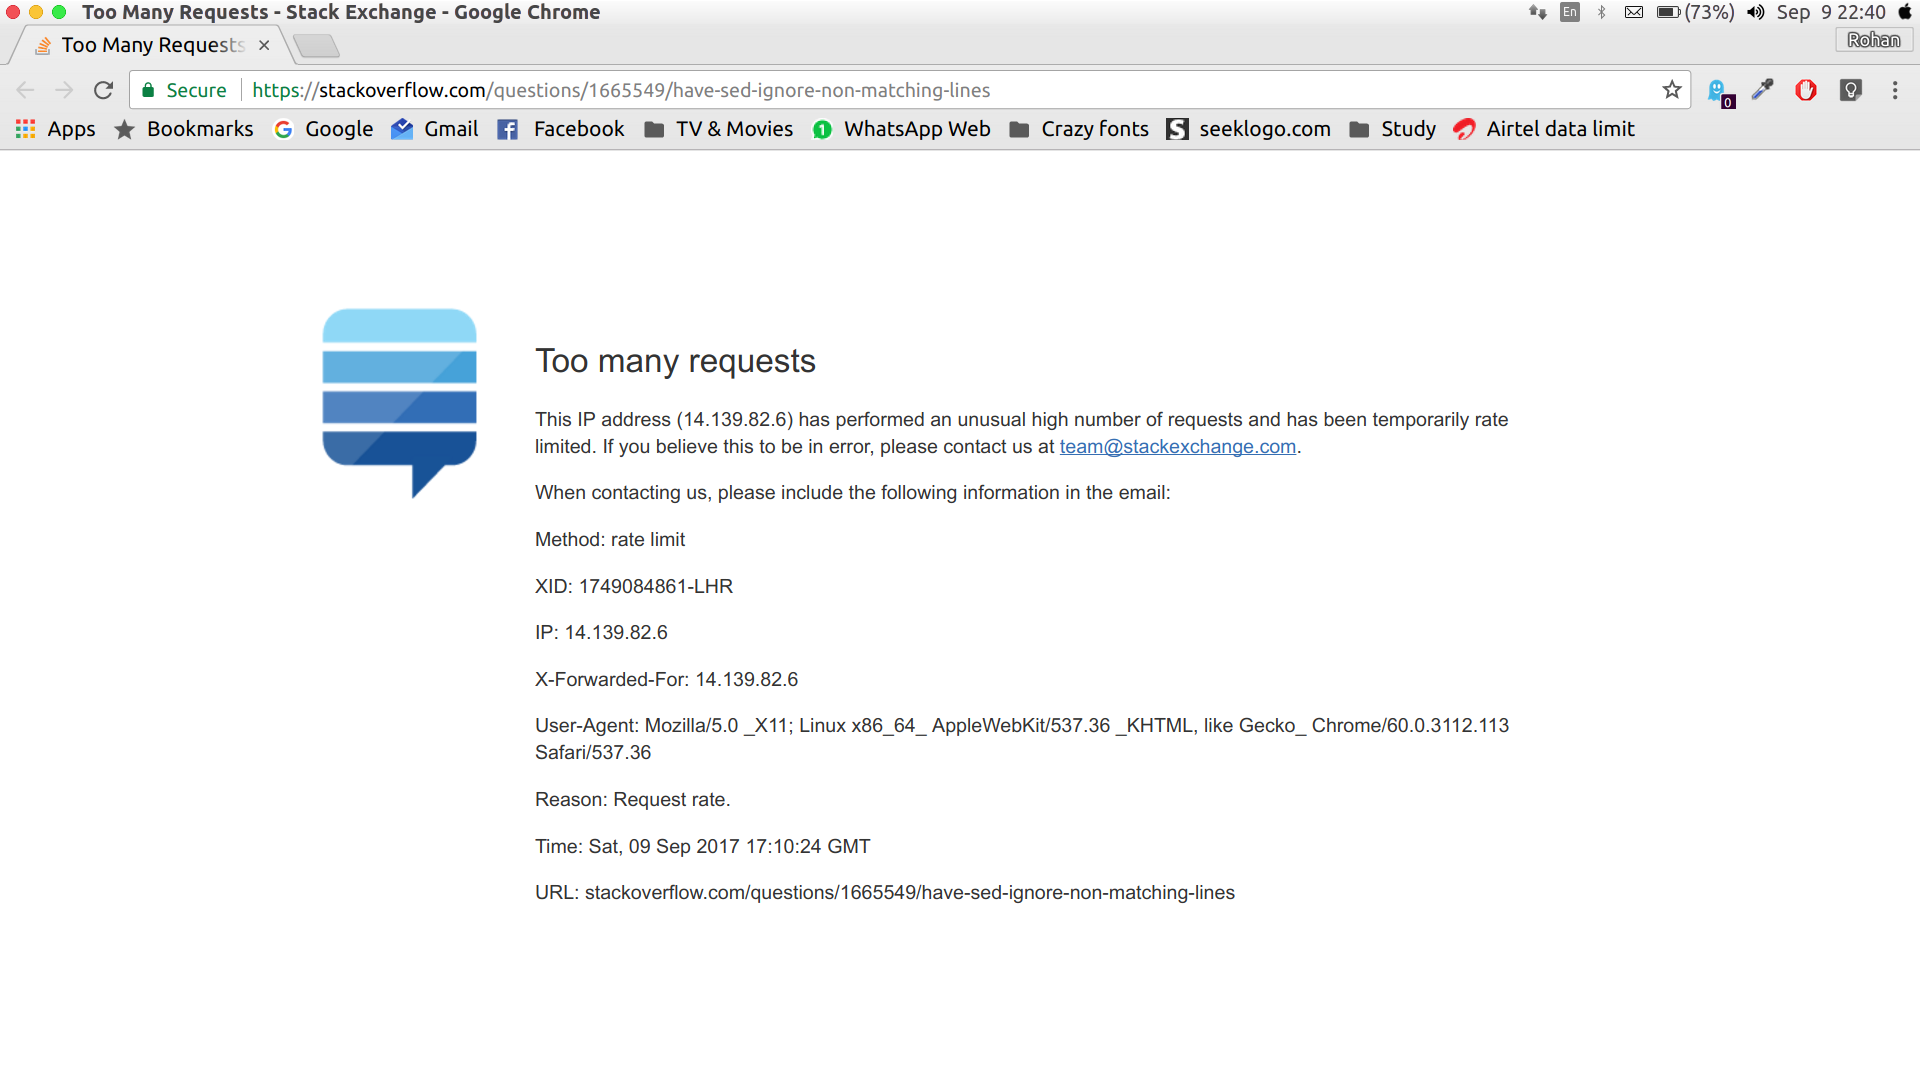 Too Many Requests - Stack Exchange - Google Chrome
En (73%) Sep 9 22:40
Too Many Requests
Rohan
Secure https://stackoverflow.com/questions/1665549/have-sed-ignore-non-matching-lines
0
Apps Bookmarks Google Gmail Facebook TV & Movies 1 WhatsApp Web Crazy fonts S seeklogo.com Study Airtel data limit
Too many requests
This IP address (14.139.82.6) has performed an unusual high number of requests and has been temporarily rate
limited. If you believe this to be in error, please contact us at team@stackexchange.com.
When contacting us, please include the following information in the email:
Method: rate limit
XID: 1749084861-LHR
IP: 14.139.82.6
X-Forwarded-For: 14.139.82.6
User-Agent: Mozilla/5.0 _X11; Linux x86_64_ AppleWebKit/537.36 _KHTML, like Gecko_ Chrome/60.0.3112.113
Safari/537.36
Reason: Request rate.
Time: Sat, 09 Sep 2017 17:10:24 GMT
URL: stackoverflow.com/questions/1665549/have-sed-ignore-non-matching-lines